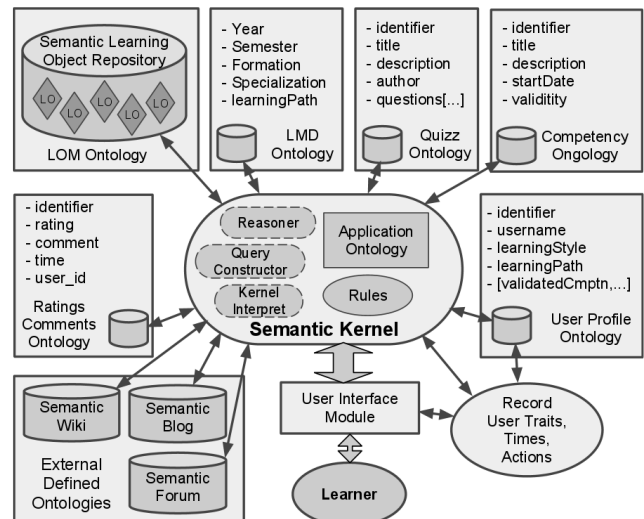 Semantic Learning
Object Repository
LO
LO
LO
LO
LO
LOM Ontology
- Year
- Semester
- Formation
- Specialization
- learningPath
LMD
Ontology
- identifier
- title
- description
- author
- questions[...]
Quizz
Ontology
- identifier
- title
- description
- startDate
- validitity
Competency
Ongology
- identifier
- rating
- comment
- time
- user_id
Ratings
Comments
Ontology
Reasoner
Query
Constructor
Kernel
Interpret
Application
Ontology
Rules
Semantic Kernel
- identifier
- username
- learningStyle
- learningPath
- [validatedCmptn,...]
User Profile
Ontology
Semantic
Wiki
Semantic
Blog
Semantic
Forum
External
Defined
Ontologies
User Interface
Module
Learner
Record
User Traits,
Times,
Actions